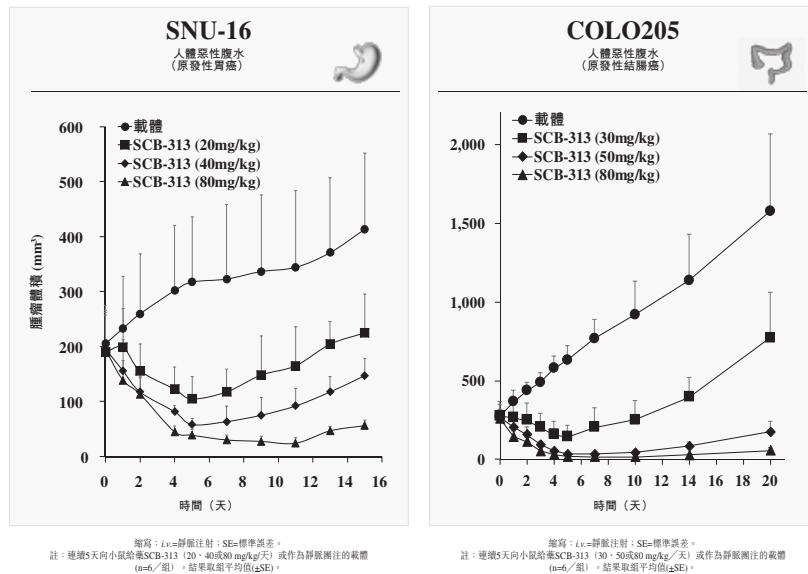 SNU-16
人體惡性腹水
（原發性胃癌）
600
500
400
300
200
100
0
腫瘤體積 (mm³)
載體
SCB-313 (20mg/kg)
SCB-313 (40mg/kg)
SCB-313 (80mg/kg)
0 2 4 6 8 10 12 14 16
時間（天）
縮寫：i.v.=靜脈注射；SE=標準誤差。
註：連續5天向小鼠給藥SCB-313（20、40或80 mg/kg/天）或作為靜脈團注的載體
(n=6／組）。結果取組平均值(±SE)。
COLO205
人體惡性腹水
（原發性結腸癌）
2,000
1,500
1,000
500
0
載體
SCB-313 (30mg/kg)
SCB-313 (50mg/kg)
SCB-313 (80mg/kg)
0 2 4 6 8 10 12 14 16 18 20
時間（天）
縮寫：i.v.=靜脈注射；SE=標準誤差。
註：連續5天向小鼠給藥SCB-313（30、50或80 mg/kg／天）或作為靜脈團注的載體
(n=6／組）。結果取組平均值(±SE)。